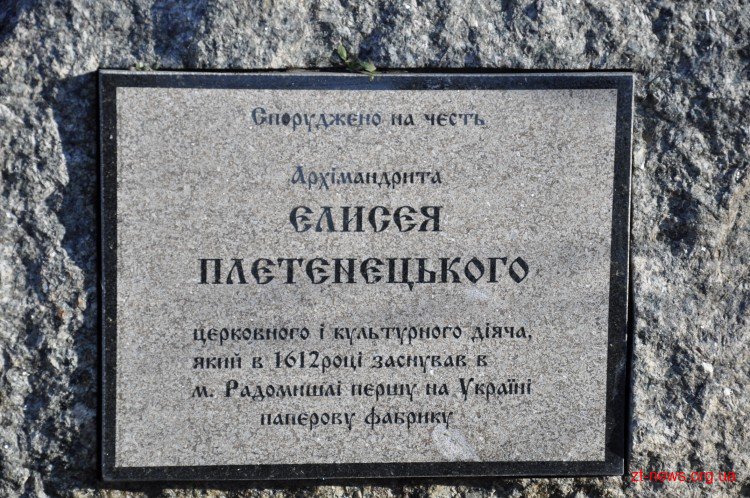 Споруджено на честь
Архімандрита
ЄЛИСЕЯ
ПЛЕТЕНЕЦЬКОГО
церковного і культурного діяча,
який в 1612році заснував в
м. Радомишлі першу на Україні
паперову фабрику
zt-news.org.ua